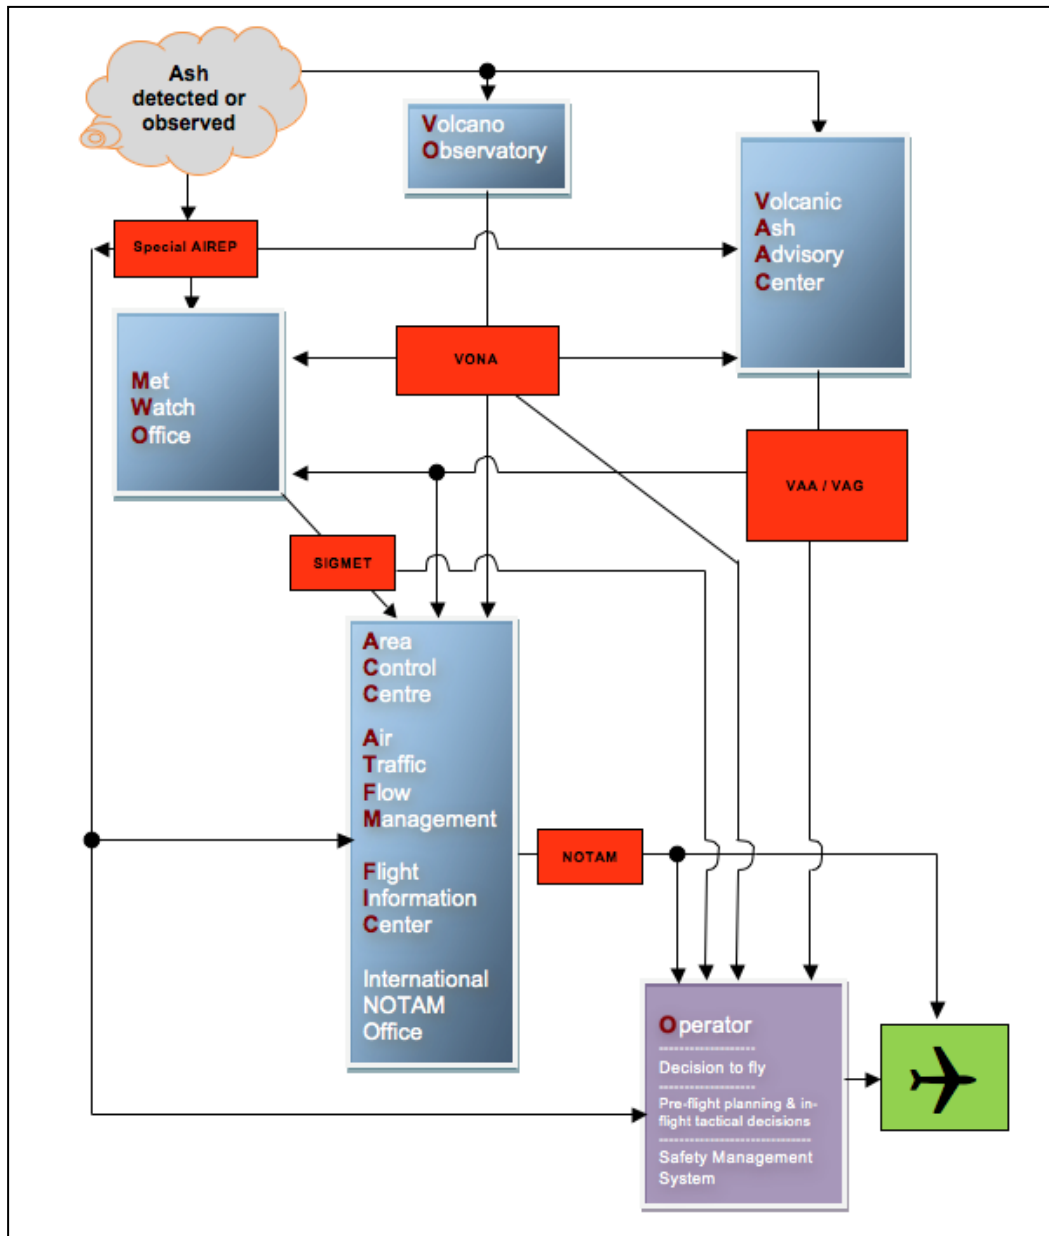 Ash
detected or
observed
Volcano
Observatory
Volcanic
Ash
Advisory
Center
Special AIREP
VONA
Met
Watch
Office
VAA / VAG
SIGMET
Area
Control
Centre
Air
Traffic
Flow
Management
Flight
Information
Center
International
NOTAM
Office
NOTAM
Operator
--------------------
Decision to fly
--------------------
Pre-flight planning & in-
flight tactical decisions
--------------------------------
Safety Management
System